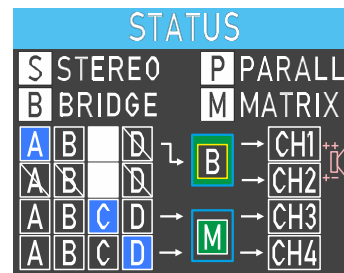 STATUS
S STEREO P PARALL
B BRIDGE M MATRIX
A B D B CH1 ++
A B D CH2 --
A B C D CH3
A B C D M CH4